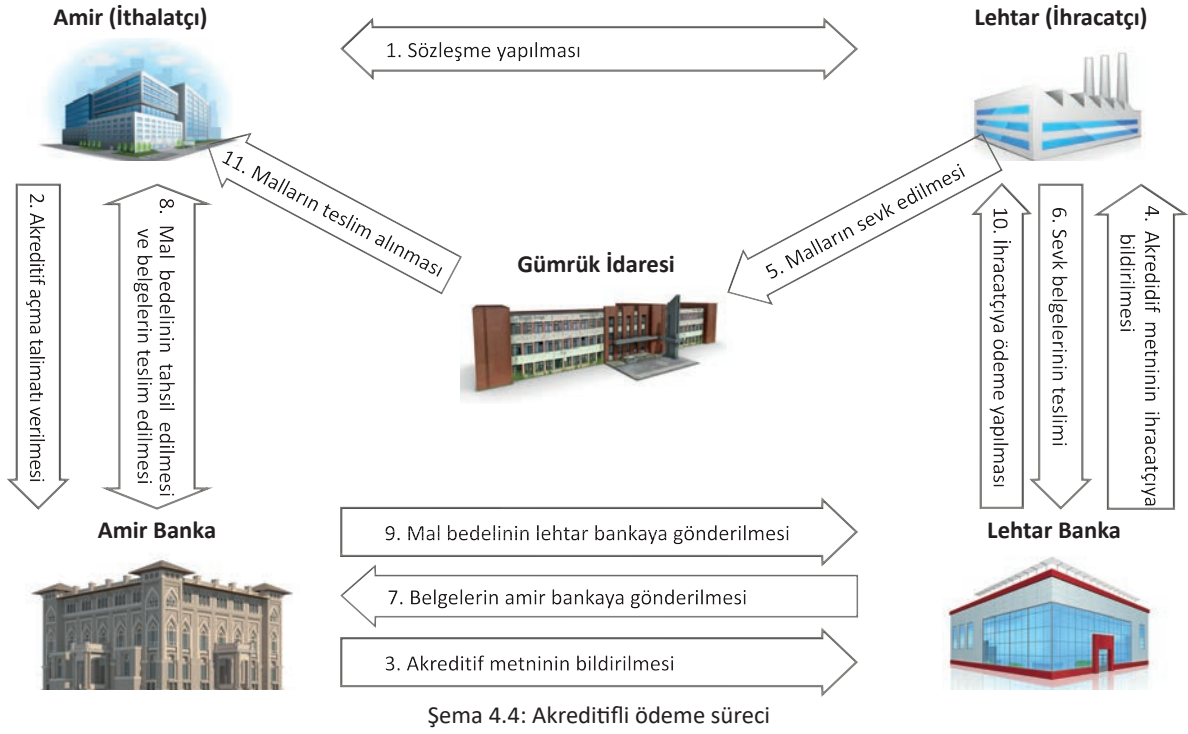 Amir (İthalatçı)
Lehtar (İhracatçı)
1. Sözleşme yapılması
11. Malların teslim alınması
5. Malların sevk edilmesi
Gümrük İdaresi
2. Akreditif açma talimatı verilmesi
8. Mal bedelinin tahsil edilmesi
ve belgelerin teslim edilmesi
10. İhracatçıya ödeme yapılması
6. Sevk belgelerinin teslimi
4. Akredidif metninin ihracatçıya
bildirilmesi
Amir Banka
Lehtar Banka
9. Mal bedelinin lehtar bankaya gönderilmesi
7. Belgelerin amir bankaya gönderilmesi
3. Akreditif metninin bildirilmesi
Şema 4.4: Akreditifli ödeme süreci